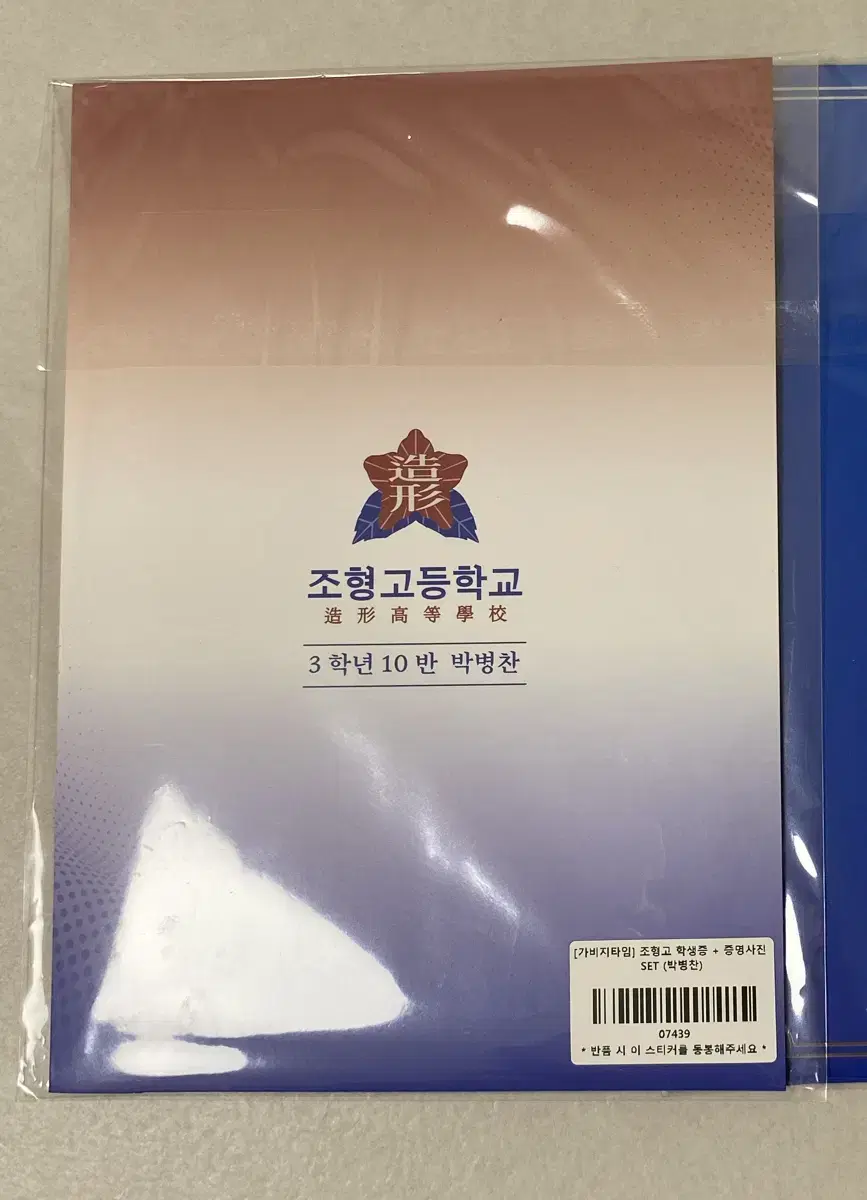 造
形
조형고등학교
造形高等學校
3학년 10반 박병찬
[가비지타임] 조형고 학생증 + 증명사진
SET (박병찬)
07439
* 반품 시 이 스티커를 동봉해주세요 *